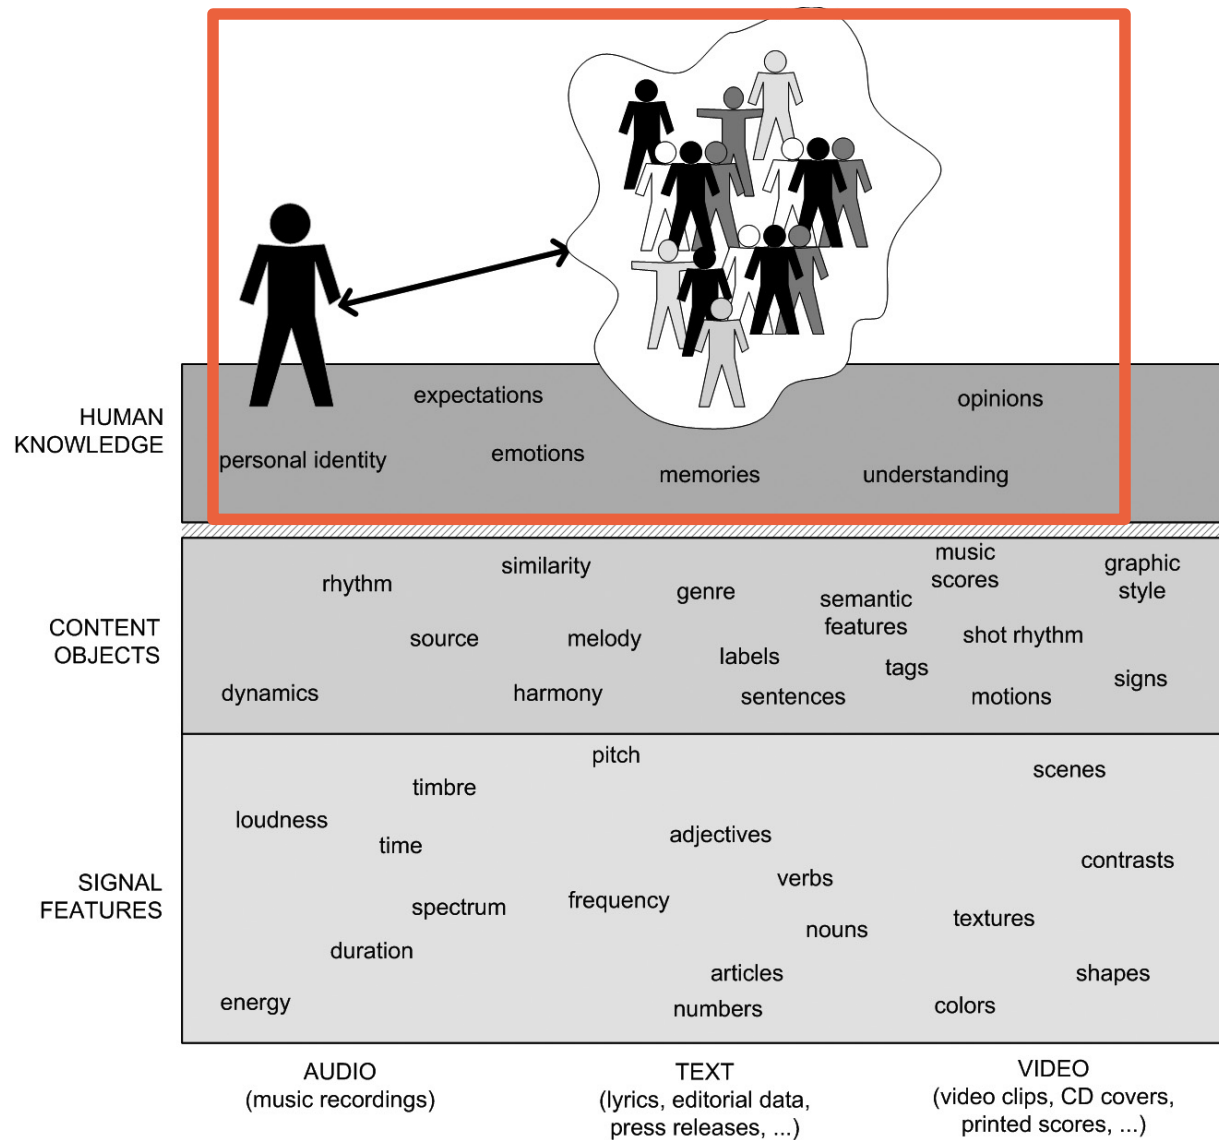 HUMAN
KNOWLEDGE
expectations
opinions
personal identity
emotions
memories
understanding
CONTENT
OBJECTS
rhythm
similarity
genre
music
scores
graphic
style
semantic
features
source
melody
labels
tags
shot rhythm
signs
dynamics
harmony
sentences
motions
SIGNAL
FEATURES
pitch
timbre
scenes
loudness
time
adjectives
contrasts
verbs
spectrum
frequency
nouns
textures
duration
articles
shapes
energy
numbers
colors
AUDIO
(music recordings)
TEXT
(lyrics, editorial data,
press releases, ...)
VIDEO
(video clips, CD covers,
printed scores, ...)